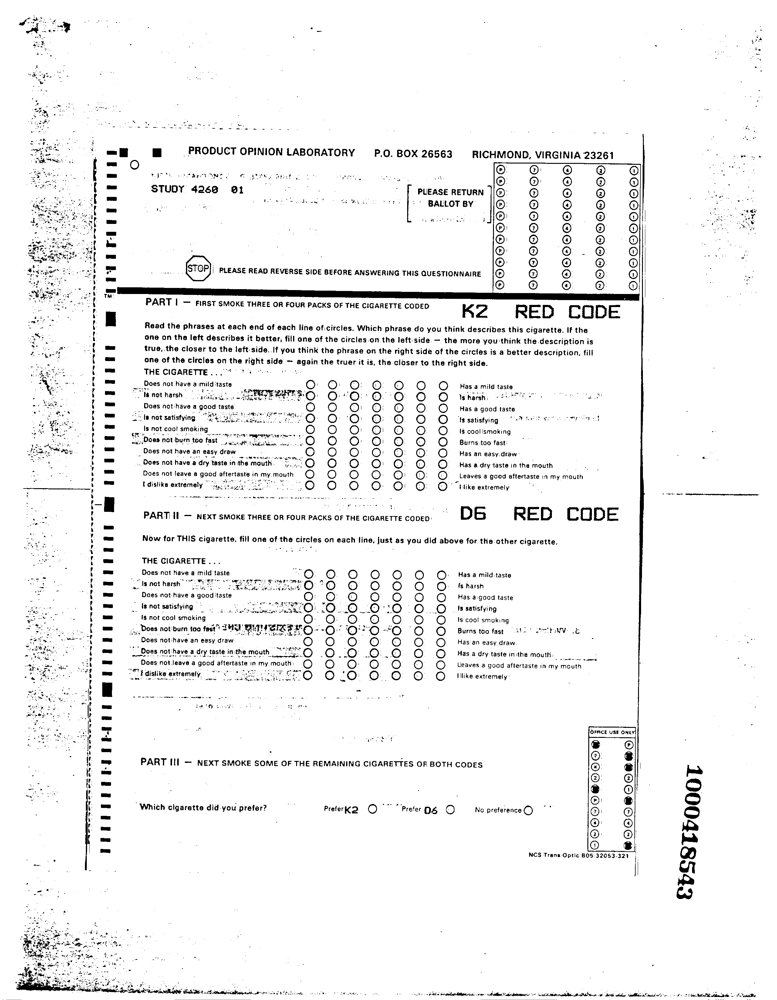 PRODUCT OPINION LABORATORY P.O. BOX 26563 RICHMOND, VIRGINIA 23261
STUDY 4260 01
PLEASE RETURN
BALLOT BY
STOP PLEASE READ REVERSE SIDE BEFORE ANSWERING THIS QUESTIONNAIRE
TM
PART I — FIRST SMOKE THREE OR FOUR PACKS OF THE CIGARETTE CODED K2 RED CODE
Read the phrases at each end of each line of circles. Which phrase do you think describes this cigarette. If the
one on the left describes it better, fill one of the circles on the left side — the more you think the description is
true, the closer to the left side. If you think the phrase on the right side of the circles is a better description, fill
one of the circles on the right side — again the truer it is, the closer to the right side.
THE CIGARETTE . . .
Does not have a mild taste Has a mild taste
Is not harsh Is harsh
Does not have a good taste Has a good taste
Is not satisfying Is satisfying
Is not cool smoking Is cool smoking
Does not burn too fast Burns too fast
Does not have an easy draw Has an easy draw
Does not have a dry taste in the mouth Has a dry taste in the mouth
Does not leave a good aftertaste in my mouth Leaves a good aftertaste in my mouth
I dislike extremely I like extremely
PART II — NEXT SMOKE THREE OR FOUR PACKS OF THE CIGARETTE CODED D6 RED CODE
Now for THIS cigarette, fill one of the circles on each line, just as you did above for the other cigarette.
THE CIGARETTE . . .
Does not have a mild taste Has a mild taste
Is not harsh Is harsh
Does not have a good taste Has a good taste
Is not satisfying Is satisfying
Is not cool smoking Is cool smoking
Does not burn too fast Burns too fast
Does not have an easy draw Has an easy draw
Does not have a dry taste in the mouth Has a dry taste in the mouth
Does not leave a good aftertaste in my mouth Leaves a good aftertaste in my mouth
I dislike extremely I like extremely
OFFICE USE ONLY
PART III — NEXT SMOKE SOME OF THE REMAINING CIGARETTES OF BOTH CODES
Which cigarette did you prefer? Prefer K2 Prefer D6 No preference
NCS Trans-Optic B05-32053-321
1000418543